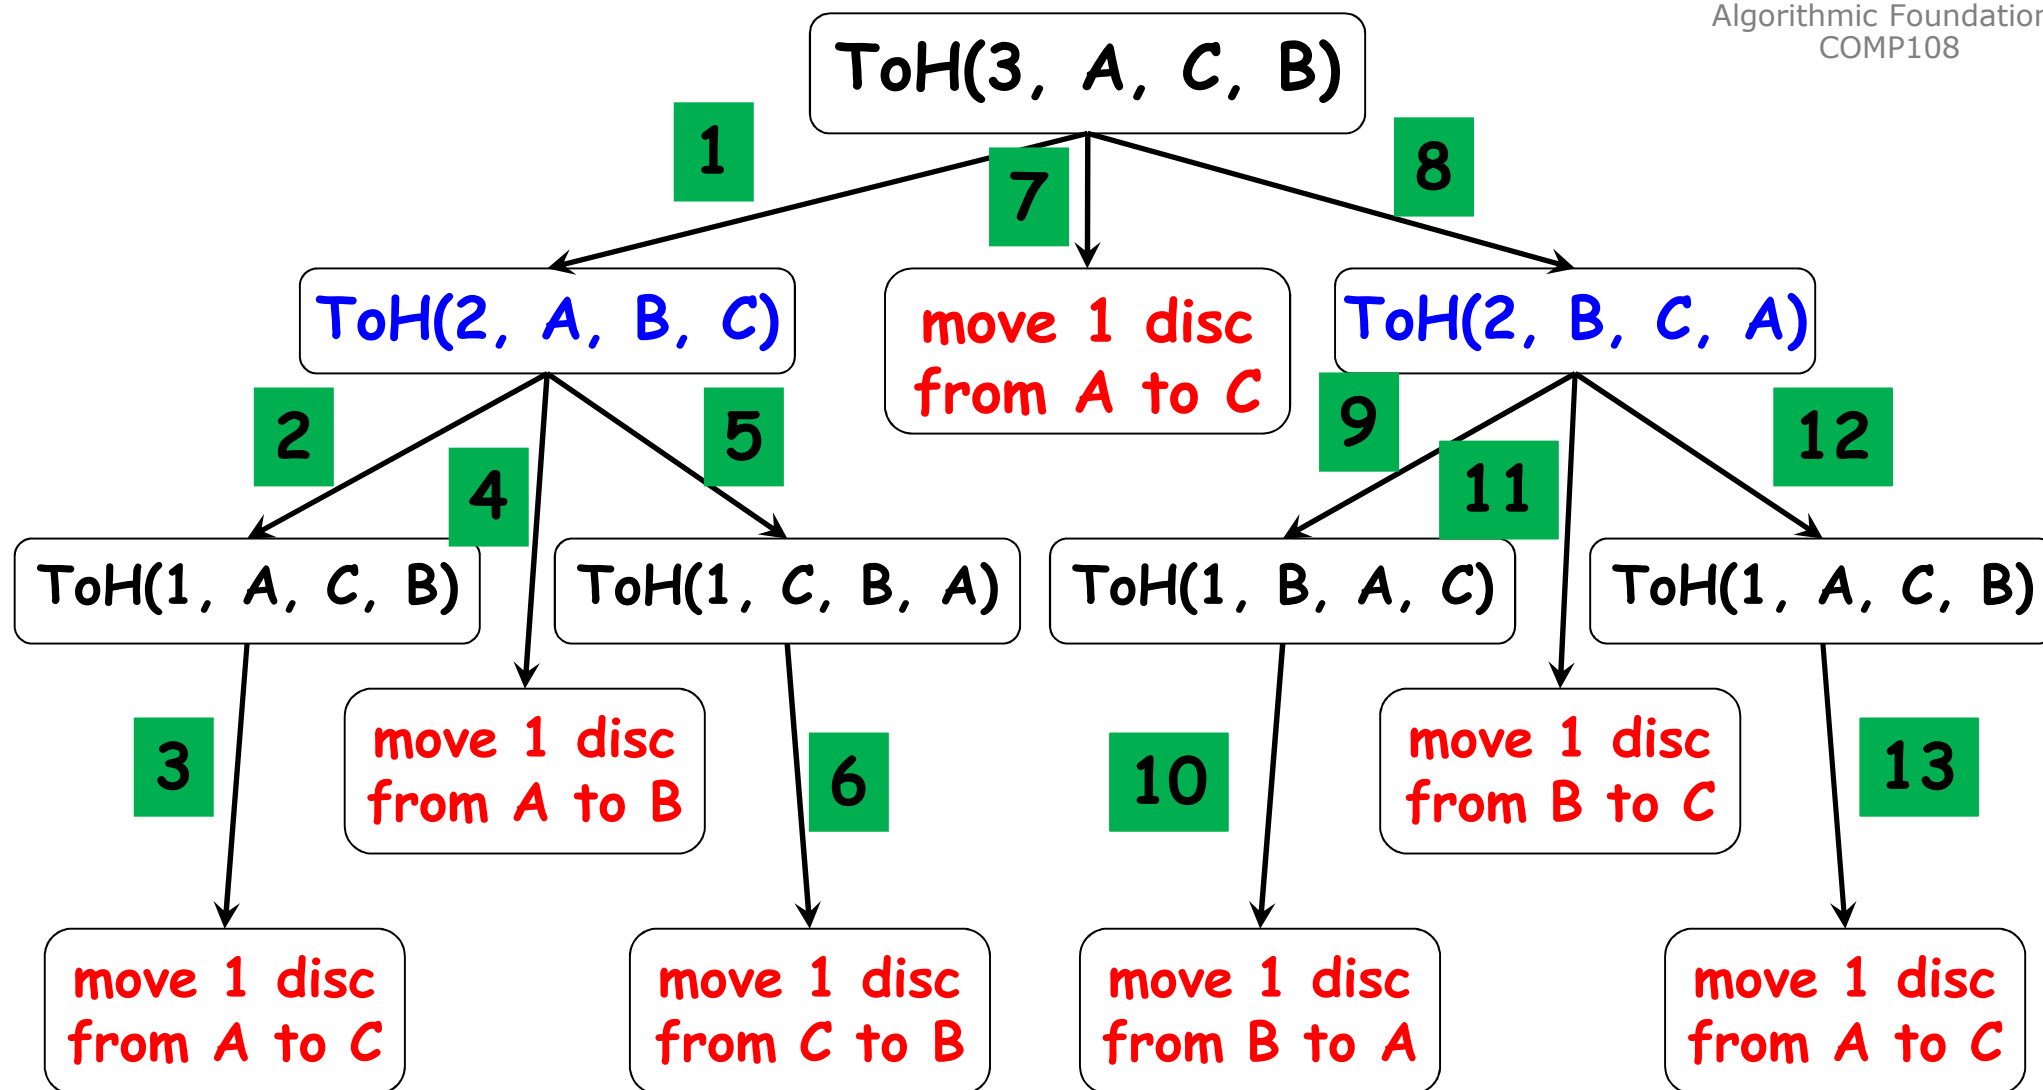 Algorithmic Foundation
COMP108
ToH(3, A, C, B)
1
7
8
ToH(2, A, B, C)
move 1 disc
from A to C
ToH(2, B, C, A)
2
4
5
9
11
12
ToH(1, A, C, B)
ToH(1, C, B, A)
ToH(1, B, A, C)
ToH(1, A, C, B)
3
move 1 disc
from A to B
6
10
move 1 disc
from B to C
13
move 1 disc
from A to C
move 1 disc
from C to B
move 1 disc
from B to A
move 1 disc
from A to C